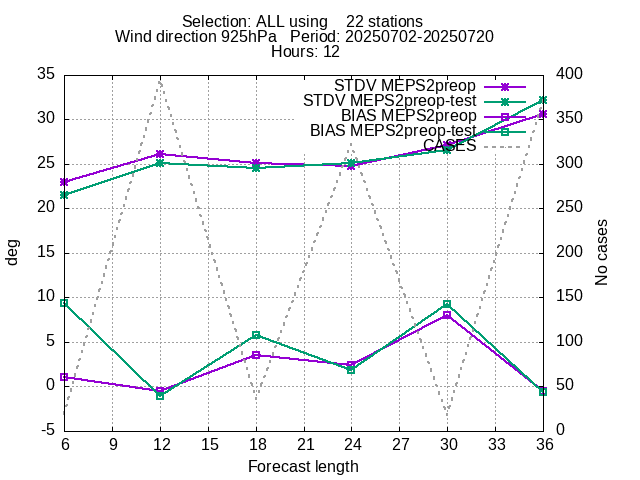 Selection: ALL using 22 stations
Wind direction 925hPa Period: 20250702-20250720
Hours: 12
STDV MEPS2preop
STDV MEPS2preop-test
BIAS MEPS2preop
BIAS MEPS2preop-test
CASES
35
30
25
20
15
10
5
0
-5
deg
400
350
300
250
200
150
100
50
0
No cases
6 9 12 15 18 21 24 27 30 33 36
Forecast length